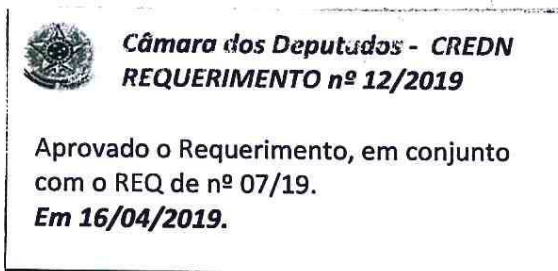 Câmara dos Deputados - CREDN
REQUERIMENTO nº 12/2019
Aprovado o Requerimento, em conjunto
com o REQ de nº 07/19.
Em 16/04/2019.